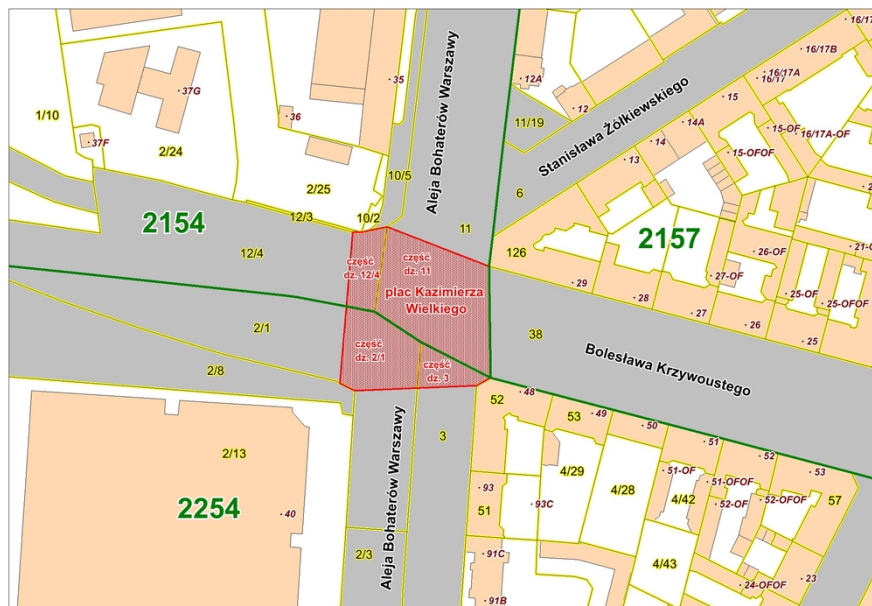 16/17
16/17B
16/17A
16/17
35
12A
37G
12
15
1/10
36
11/19
14A
15-OF
16/17A-OF
37F
2/24
Aleja Bohaterów Warszawy
Stanisława Żółkiewskiego
14
15-OFOF
13
10/5
2/25
6
12/3
10/2
11
2154
2157
126
12/4
część
dz. 12/4
część
dz. 11
26-OF
27-OF
plac Kazimierza
Wielkiego
29
28
25-OF
25-OFOF
27
26
25
2/1
38
część
dz. 2/1
część
dz. 3
Bolesława Krzywoustego
2/8
52
48
53
49
50
51
52
53
3
2/13
4/29
4/28
51-OF
51-OFOF
4/42
52-OF
52-OFOF
57
93
93C
51
2254
40
Aleja Bohaterów Warszawy
2/3
91C
4/43
24-OFOF
23
91B